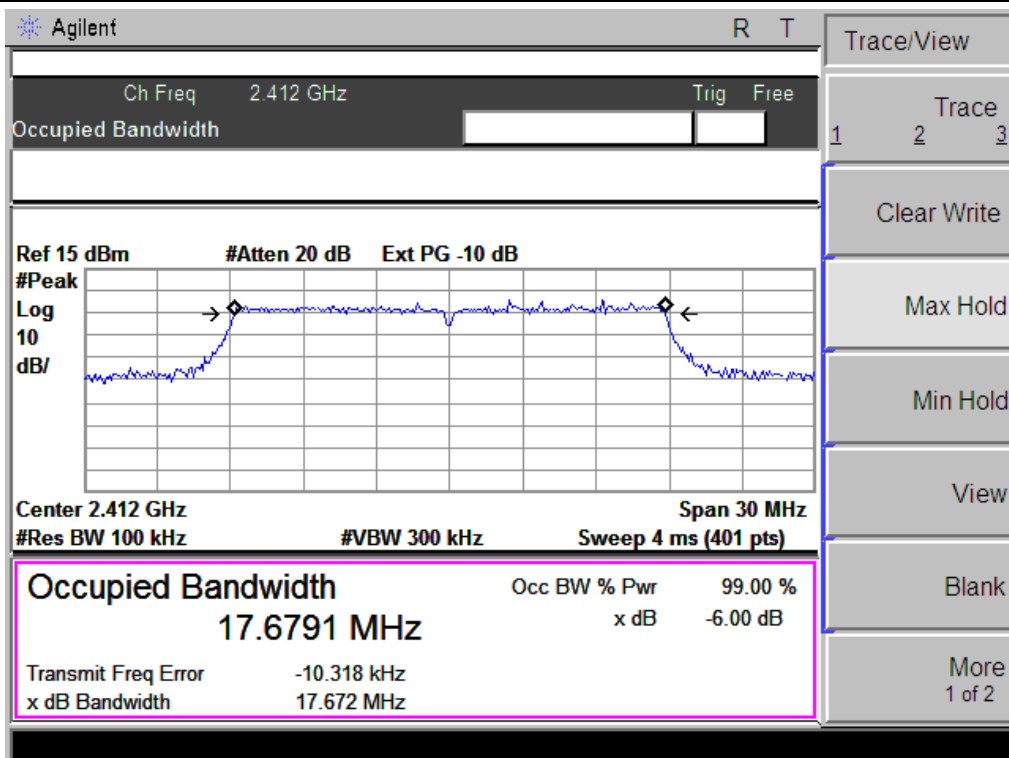 Agilent R T
Trace/View
Ch Freq 2.412 GHz Trig Free
Occupied Bandwidth
Trace
1 2 3
Clear Write
Ref 15 dBm #Atten 20 dB Ext PG -10 dB
#Peak
Log
10
dB/
Max Hold
Min Hold
View
Center 2.412 GHz Span 30 MHz
#Res BW 100 kHz #VBW 300 kHz Sweep 4 ms (401 pts)
Occupied Bandwidth
17.6791 MHz
Occ BW % Pwr 99.00 %
x dB -6.00 dB
Transmit Freq Error -10.318 kHz
x dB Bandwidth 17.672 MHz
Blank
More
1 of 2